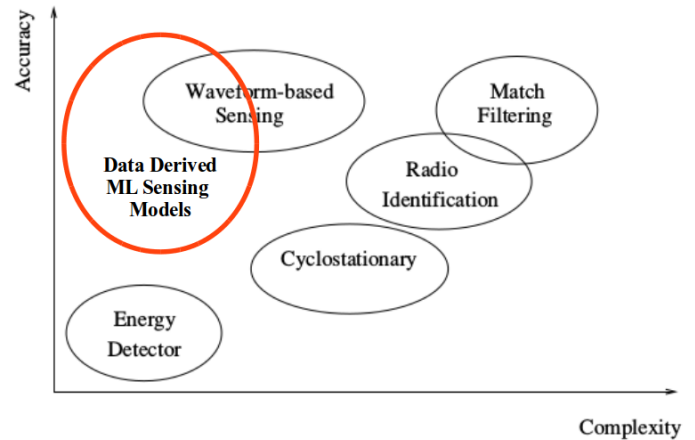 Accuracy
Waveform-based
Sensing
Match
Filtering
Data Derived
ML Sensing
Models
Radio
Identification
Cyclostationary
Energy
Detector
Complexity